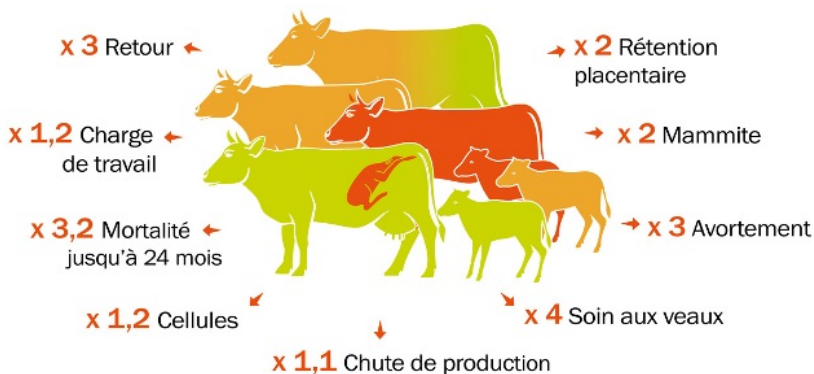 x 3 Retour
x 2 Rétention
placentaire
x 1,2 Charge
de travail
x 2 Mammite
x 3,2 Mortalité
jusqu'à 24 mois
x 3 Avortement
x 1,2 Cellules
x 4 Soin aux veaux
x 1,1 Chute de production